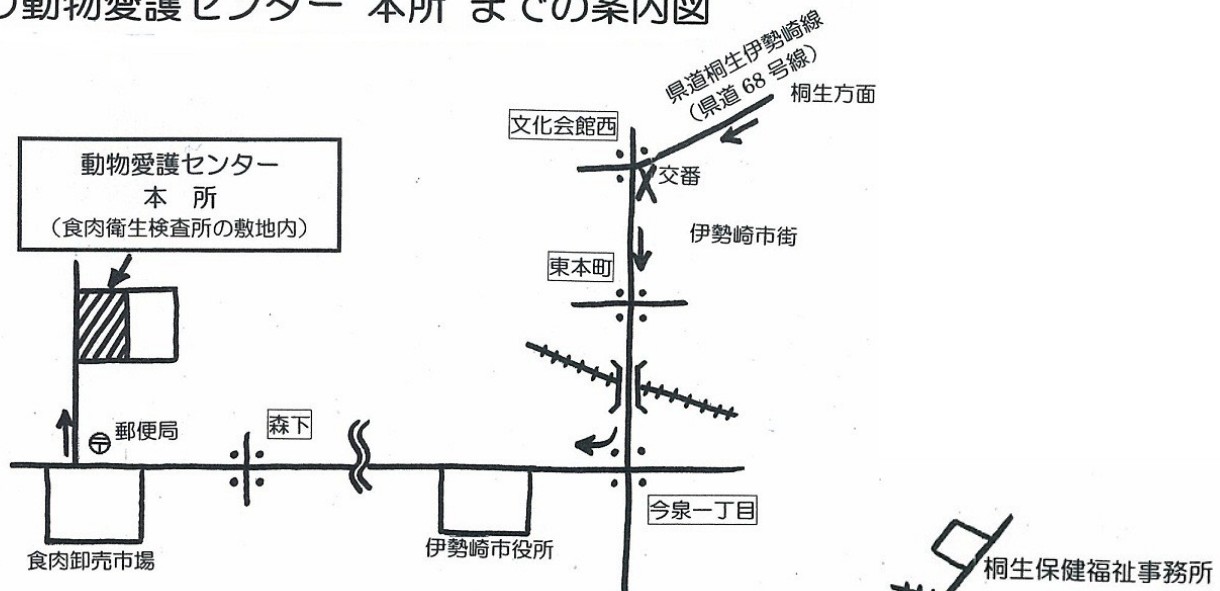 動物愛護センター 本所 までの案内図
県道桐生伊勢崎線
（県道68号線）
桐生方面
文化会館西
交番
動物愛護センター
本 所
（食肉衛生検査所の敷地内）
伊勢崎市街
東本町
森下
〒 郵便局
今泉一丁目
伊勢崎市役所
食肉卸売市場
桐生保健福祉事務所